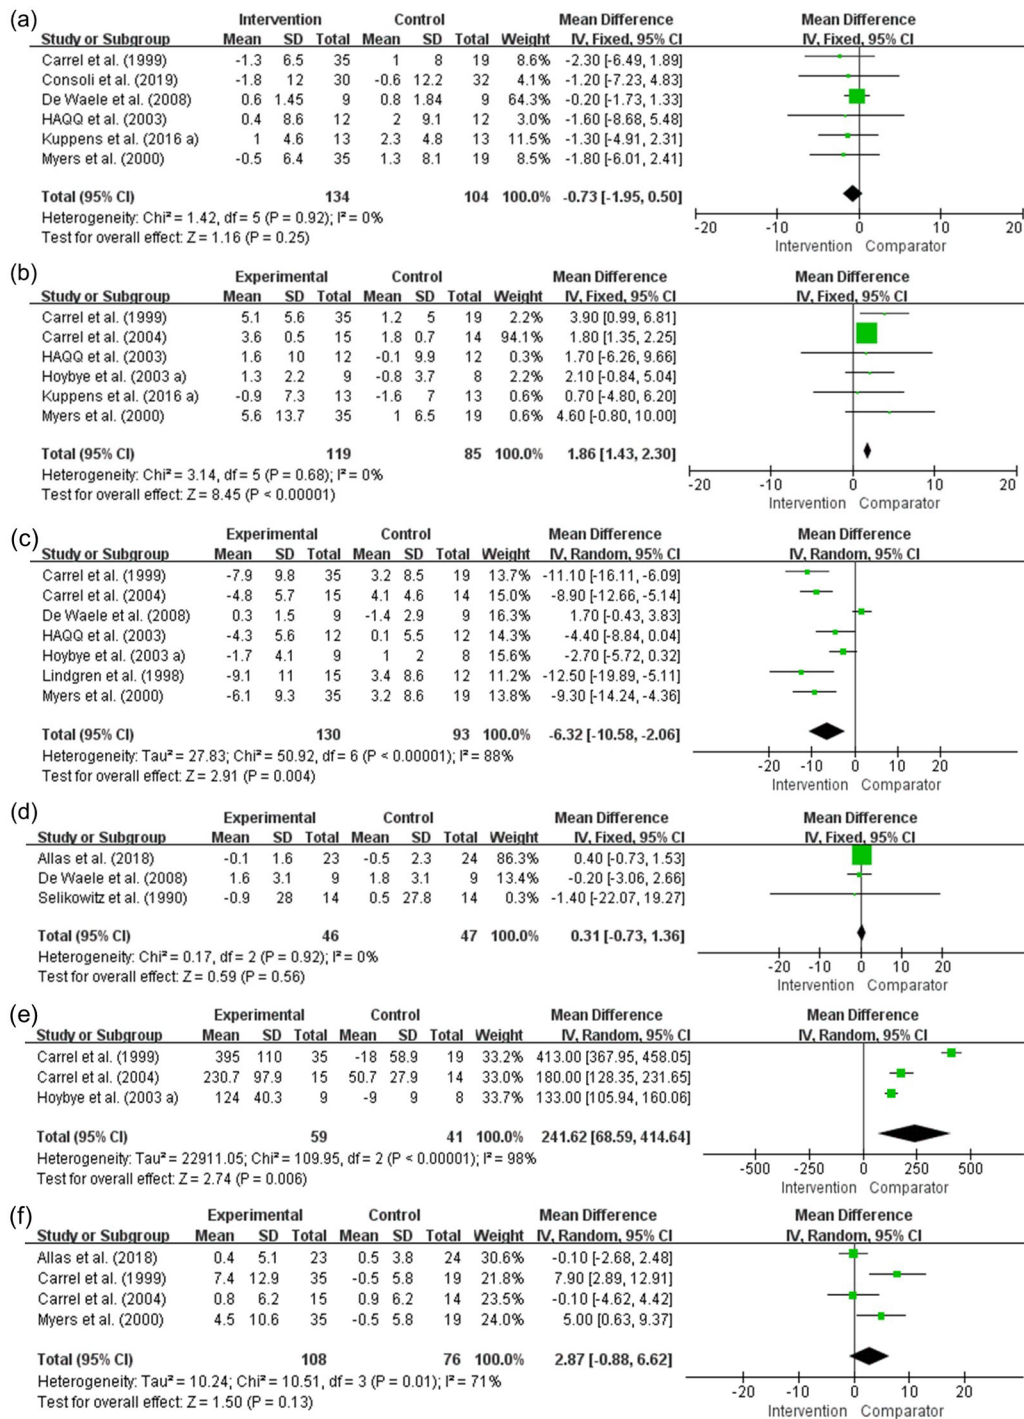 (a)
Intervention Control Mean Difference Mean Difference
Study or Subgroup Mean SD Total Mean SD Total Weight IV, Fixed, 95% CI IV, Fixed, 95% CI
Carrel et al. (1999) -1.3 6.5 35 1 8 19 8.6% -2.30 [-6.49, 1.89]
Consoli et al. (2019) -1.8 12 30 -0.6 12.2 32 4.1% -1.20 [-7.23, 4.83]
De Waele et al. (2008) 0.6 1.45 9 0.8 1.84 9 64.3% -0.20 [-1.73, 1.33]
HAQQ et al. (2003) 0.4 8.6 12 2 9.1 12 3.0% -1.60 [-8.68, 5.48]
Kuppens et al. (2016 a) 1 4.6 13 2.3 4.8 13 11.5% -1.30 [-4.91, 2.31]
Myers et al. (2000) -0.5 6.4 35 1.3 8.1 19 8.5% -1.80 [-6.01, 2.41]
Total (95% CI) 134 104 100.0% -0.73 [-1.95, 0.50]
Heterogeneity: Chi² = 1.42, df = 5 (P = 0.92); I² = 0%
Test for overall effect: Z = 1.16 (P = 0.25)
-20 -10 0 10 20
Intervention Comparator
(b)
Experimental Control Mean Difference Mean Difference
Study or Subgroup Mean SD Total Mean SD Total Weight IV, Fixed, 95% CI IV, Fixed, 95% CI
Carrel et al. (1999) 5.1 5.6 35 1.2 5 19 2.2% 3.90 [0.99, 6.81]
Carrel et al. (2004) 3.6 0.5 15 1.8 0.7 14 94.1% 1.80 [1.35, 2.25]
HAQQ et al. (2003) 1.6 10 12 -0.1 9.9 12 0.3% 1.70 [-6.26, 9.66]
Hoybye et al. (2003 a) 1.3 2.2 9 -0.8 3.7 8 2.2% 2.10 [-0.84, 5.04]
Kuppens et al. (2016 a) -0.9 7.3 13 -1.6 7 13 0.6% 0.70 [-4.80, 6.20]
Myers et al. (2000) 5.6 13.7 35 1 6.5 19 0.6% 4.60 [-0.80, 10.00]
Total (95% CI) 119 85 100.0% 1.86 [1.43, 2.30]
Heterogeneity: Chi² = 3.14, df = 5 (P = 0.68); I² = 0%
Test for overall effect: Z = 8.45 (P < 0.00001)
-20 -10 0 10 20
Intervention Comparator
(c)
Experimental Control Mean Difference Mean Difference
Study or Subgroup Mean SD Total Mean SD Total Weight IV, Random, 95% CI IV, Random, 95% CI
Carrel et al. (1999) -7.9 9.8 35 3.2 8.5 19 13.7% -11.10 [-16.11, -6.09]
Carrel et al. (2004) -4.8 5.7 15 4.1 4.6 14 15.0% -8.90 [-12.66, -5.14]
De Waele et al. (2008) 0.3 1.5 9 -1.4 2.9 9 16.3% 1.70 [-0.43, 3.83]
HAQQ et al. (2003) -4.3 5.6 12 0.1 5.5 12 14.3% -4.40 [-8.84, 0.04]
Hoybye et al. (2003 a) -1.7 4.1 9 1 2 8 15.6% -2.70 [-5.72, 0.32]
Lindgren et al. (1998) -9.1 11 15 3.4 8.6 12 11.2% -12.50 [-19.89, -5.11]
Myers et al. (2000) -6.1 9.3 35 3.2 8.6 19 13.8% -9.30 [-14.24, -4.36]
Total (95% CI) 130 93 100.0% -6.32 [-10.58, -2.06]
Heterogeneity: Tau² = 27.83; Chi² = 50.92, df = 6 (P < 0.00001); I² = 88%
Test for overall effect: Z = 2.91 (P = 0.004)
-20 -10 0 10 20
Intervention Comparator
(d)
Experimental Control Mean Difference Mean Difference
Study or Subgroup Mean SD Total Mean SD Total Weight IV, Fixed, 95% CI IV, Fixed, 95% CI
Allas et al. (2018) -0.1 1.6 23 -0.5 2.3 24 86.3% 0.40 [-0.73, 1.53]
De Waele et al. (2008) 1.6 3.1 9 1.8 3.1 9 13.4% -0.20 [-3.06, 2.66]
Selikowitz et al. (1990) -0.9 28 14 0.5 27.8 14 0.3% -1.40 [-22.07, 19.27]
Total (95% CI) 46 47 100.0% 0.31 [-0.73, 1.36]
Heterogeneity: Chi² = 0.17, df = 2 (P = 0.92); I² = 0%
Test for overall effect: Z = 0.59 (P = 0.56)
-20 -10 0 10 20
Intervention Comparator
(e)
Experimental Control Mean Difference Mean Difference
Study or Subgroup Mean SD Total Mean SD Total Weight IV, Random, 95% CI IV, Random, 95% CI
Carrel et al. (1999) 395 110 35 -18 58.9 19 33.2% 413.00 [367.95, 458.05]
Carrel et al. (2004) 230.7 97.9 15 50.7 27.9 14 33.0% 180.00 [128.35, 231.65]
Hoybye et al. (2003 a) 124 40.3 9 -9 9 8 33.7% 133.00 [105.94, 160.06]
Total (95% CI) 59 41 100.0% 241.62 [68.59, 414.64]
Heterogeneity: Tau² = 22911.05; Chi² = 109.95, df = 2 (P < 0.00001); I² = 98%
Test for overall effect: Z = 2.74 (P = 0.006)
-500 -250 0 250 500
Intervention Comparator
(f)
Experimental Control Mean Difference Mean Difference
Study or Subgroup Mean SD Total Mean SD Total Weight IV, Random, 95% CI IV, Random, 95% CI
Allas et al. (2018) 0.4 5.1 23 0.5 3.8 24 30.6% -0.10 [-2.68, 2.48]
Carrel et al. (1999) 7.4 12.9 35 -0.5 5.8 19 21.8% 7.90 [2.89, 12.91]
Carrel et al. (2004) 0.8 6.2 15 0.9 6.2 14 23.5% -0.10 [-4.62, 4.42]
Myers et al. (2000) 4.5 10.6 35 -0.5 5.8 19 24.0% 5.00 [0.63, 9.37]
Total (95% CI) 108 76 100.0% 2.87 [-0.88, 6.62]
Heterogeneity: Tau² = 10.24; Chi² = 10.51, df = 3 (P = 0.01); I² = 71%
Test for overall effect: Z = 1.50 (P = 0.13)
-20 -10 0 10 20
Intervention Comparator